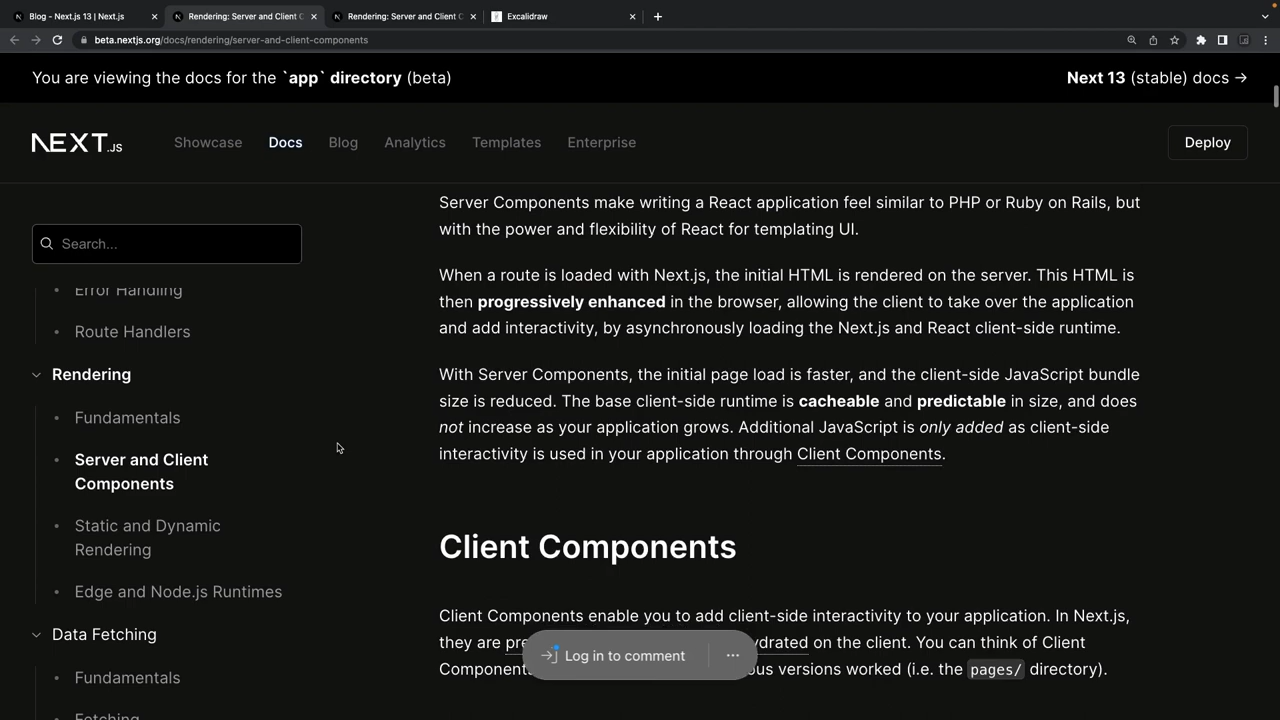 Blog - Next.js 13 | Next.js
Rendering: Server and Client C
Rendering: Server and Client C
Excalidraw
beta.nextjs.org/docs/rendering/server-and-client-components
You are viewing the docs for the `app` directory (beta)
Next 13 (stable) docs →
NEXT.JS
Showcase
Docs
Blog
Analytics
Templates
Enterprise
Deploy
Search...
Error Handling
Route Handlers
Rendering
Fundamentals
Server and Client
Components
Static and Dynamic
Rendering
Edge and Node.js Runtimes
Data Fetching
Fundamentals
Fetching
Server Components make writing a React application feel similar to PHP or Ruby on Rails, but
with the power and flexibility of React for templating UI.
When a route is loaded with Next.js, the initial HTML is rendered on the server. This HTML is
then progressively enhanced in the browser, allowing the client to take over the application
and add interactivity, by asynchronously loading the Next.js and React client-side runtime.
With Server Components, the initial page load is faster, and the client-side JavaScript bundle
size is reduced. The base client-side runtime is cacheable and predictable in size, and does
not increase as your application grows. Additional JavaScript is only added as client-side
interactivity is used in your application through Client Components.
Client Components
Client Components enable you to add client-side interactivity to your application. In Next.js,
they are pre ydrated on the client. You can think of Client
Components ous versions worked (i.e. the pages/ directory).
Log in to comment